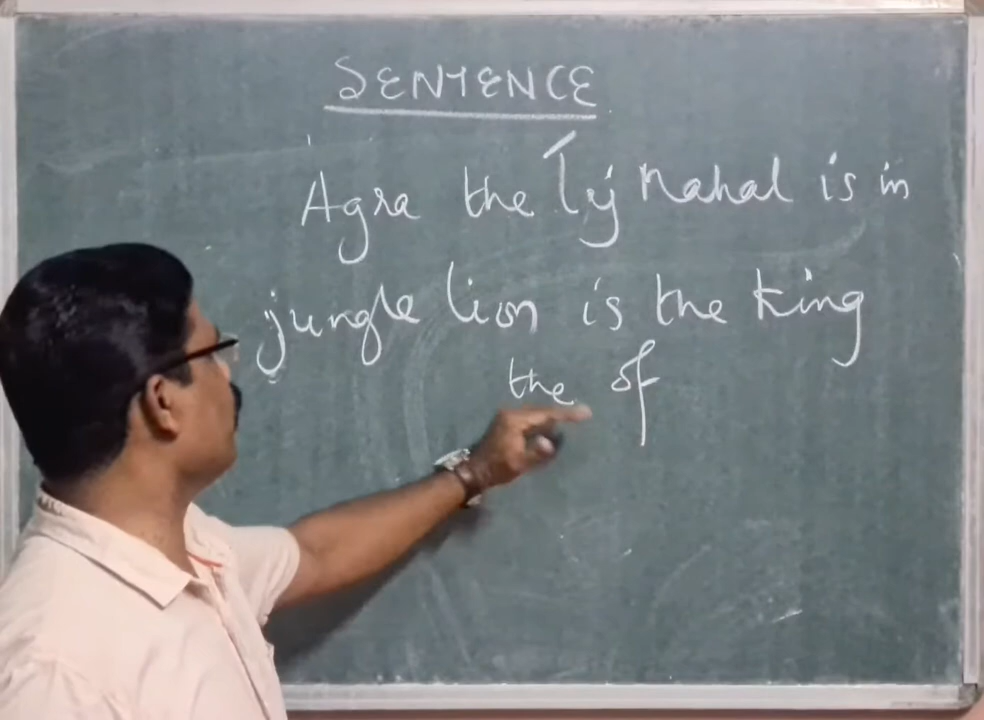 SENTENCE
Agra the Taj Mahal is in
jungle lion is the king
the of